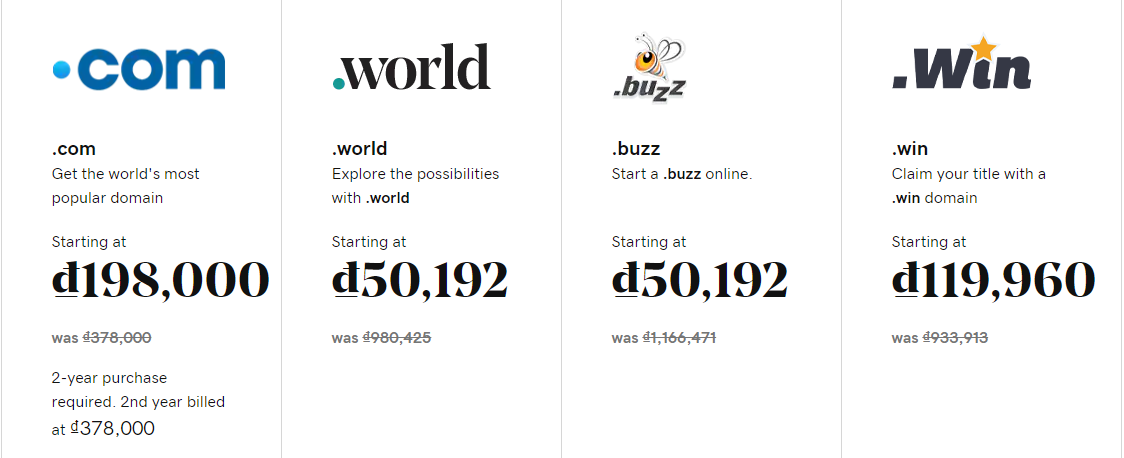 .com
.com
Get the world's most
popular domain
Starting at
₫198,000
was ₫378,000
2-year purchase
required. 2nd year billed
at ₫378,000
.world
.world
Explore the possibilities
with .world
Starting at
₫50,192
was ₫980,425
.buzz
.buzz
Start a .buzz online.
Starting at
₫50,192
was ₫1,166,471
.Win
.win
Claim your title with a
.win domain
Starting at
₫119,960
was ₫933,913